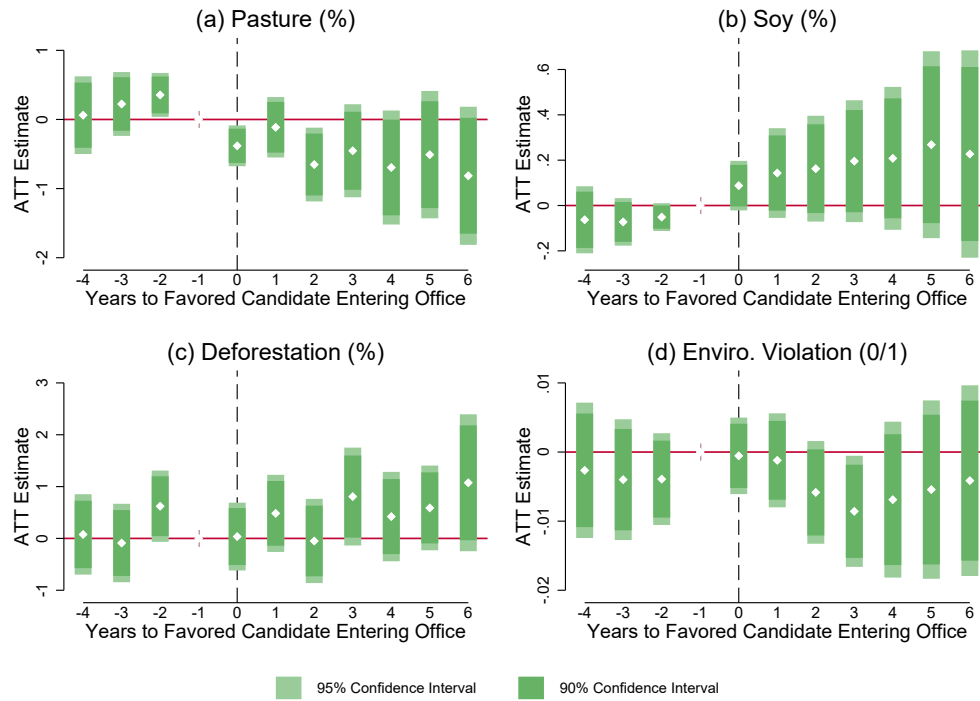 (a) Pasture (%)
ATT Estimate
1
0
-1
-2
-4 -3 -2 -1 0 1 2 3 4 5 6
Years to Favored Candidate Entering Office
(b) Soy (%)
ATT Estimate
.6
.4
.2
0
-.2
-4 -3 -2 -1 0 1 2 3 4 5 6
Years to Favored Candidate Entering Office
(c) Deforestation (%)
ATT Estimate
3
2
1
0
-1
-4 -3 -2 -1 0 1 2 3 4 5 6
Years to Favored Candidate Entering Office
(d) Enviro. Violation (0/1)
ATT Estimate
.01
0
-.01
-.02
-4 -3 -2 -1 0 1 2 3 4 5 6
Years to Favored Candidate Entering Office
95% Confidence Interval
90% Confidence Interval